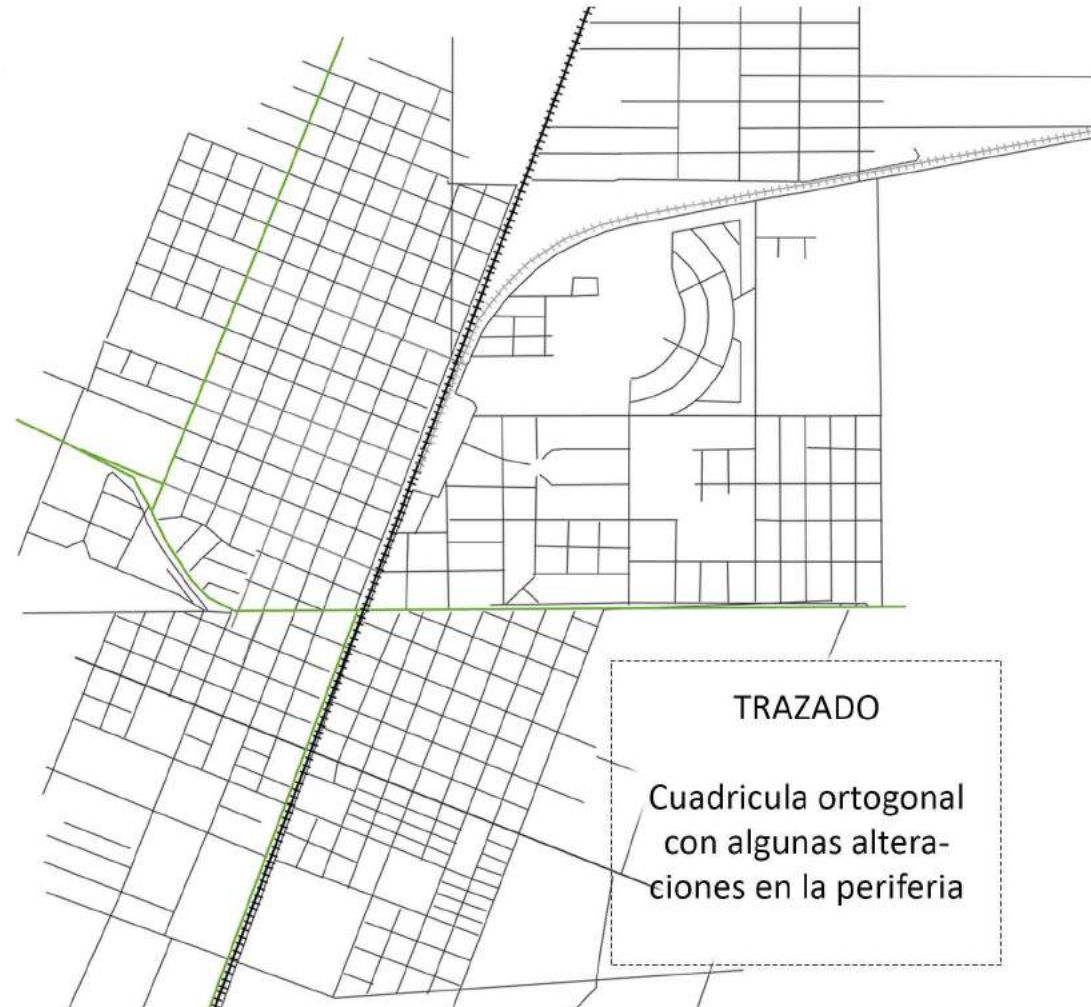 TRAZADO
Cuadricula ortogonal
con algunas altera-
ciones en la periferia